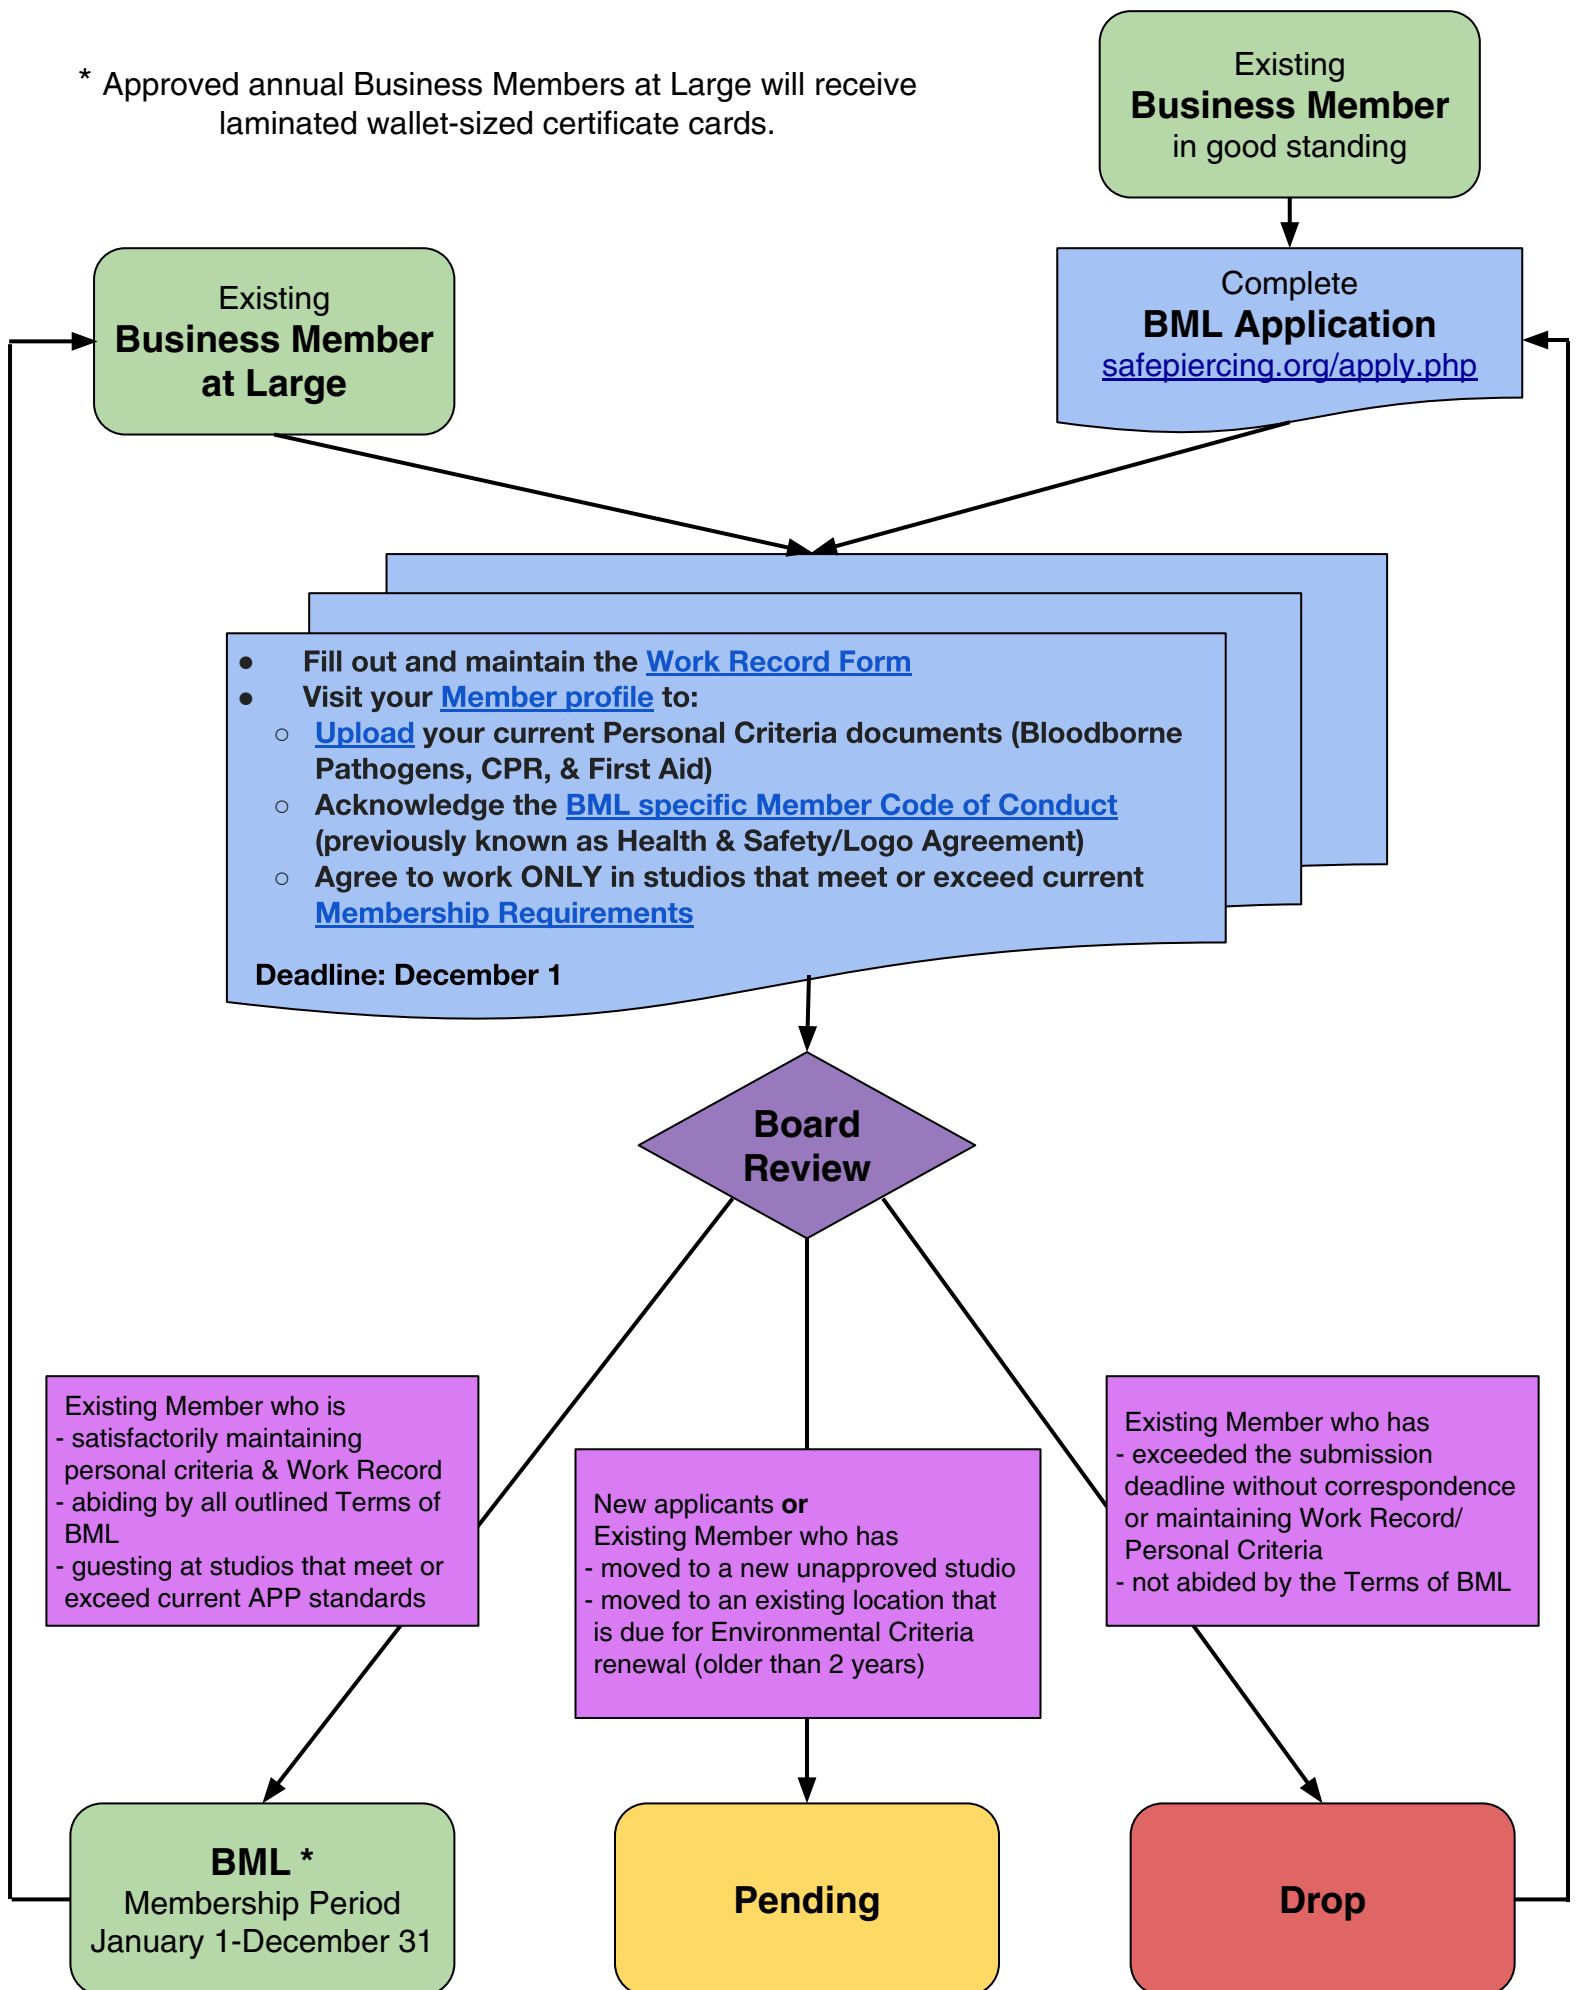 * Approved annual Business Members at Large will receive
laminated wallet-sized certificate cards.
Existing
Business Member
in good standing
Existing
Business Member
at Large
Complete
BML Application
safepiercing.org/apply.php
● Fill out and maintain the Work Record Form
● Visit your Member profile to:
○ Upload your current Personal Criteria documents (Bloodborne
Pathogens, CPR, & First Aid)
○ Acknowledge the BML specific Member Code of Conduct
(previously known as Health & Safety/Logo Agreement)
○ Agree to work ONLY in studios that meet or exceed current
Membership Requirements
Deadline: December 1
Board
Review
Existing Member who is
- satisfactorily maintaining
personal criteria & Work Record
- abiding by all outlined Terms of
BML
- guesting at studios that meet or
exceed current APP standards
New applicants or
Existing Member who has
- moved to a new unapproved studio
- moved to an existing location that
is due for Environmental Criteria
renewal (older than 2 years)
Existing Member who has
- exceeded the submission
deadline without correspondence
or maintaining Work Record/
Personal Criteria
- not abided by the Terms of BML
BML *
Membership Period
January 1-December 31
Pending
Drop